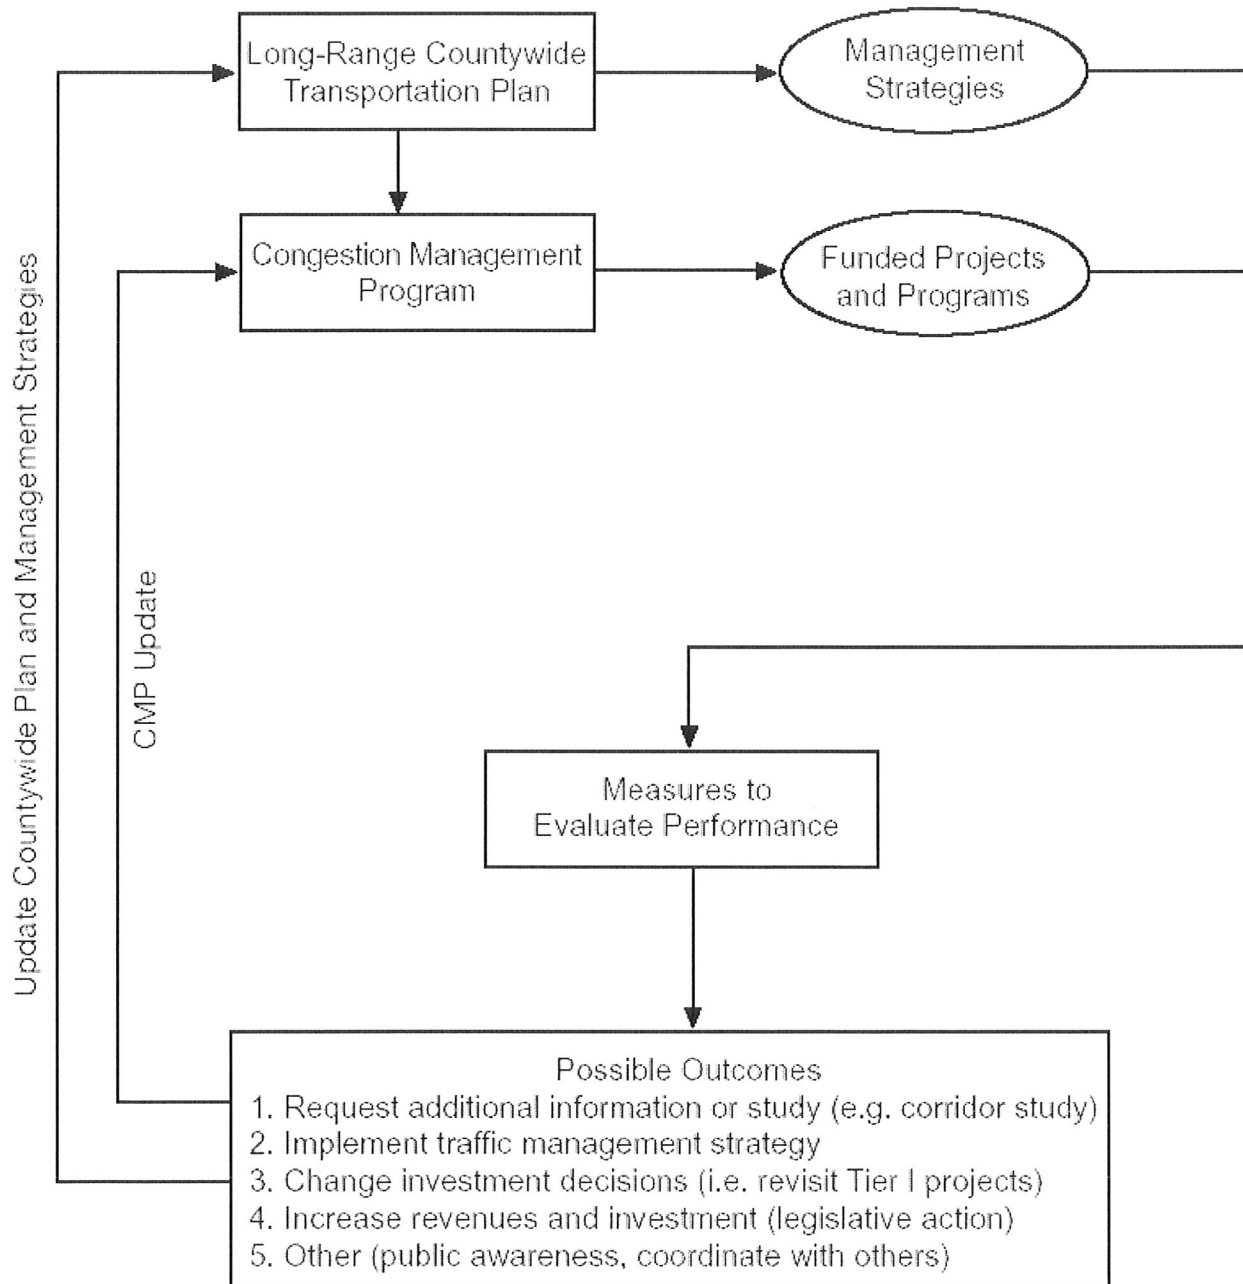 Long-Range Countywide
Transportation Plan
Management
Strategies
Congestion Management
Program
Funded Projects
and Programs
Update Countywide Plan and Management Strategies
CMP Update
Measures to
Evaluate Performance
Possible Outcomes
1. Request additional information or study (e.g. corridor study)
2. Implement traffic management strategy
3. Change investment decisions (i.e. revisit Tier I projects)
4. Increase revenues and investment (legislative action)
5. Other (public awareness, coordinate with others)